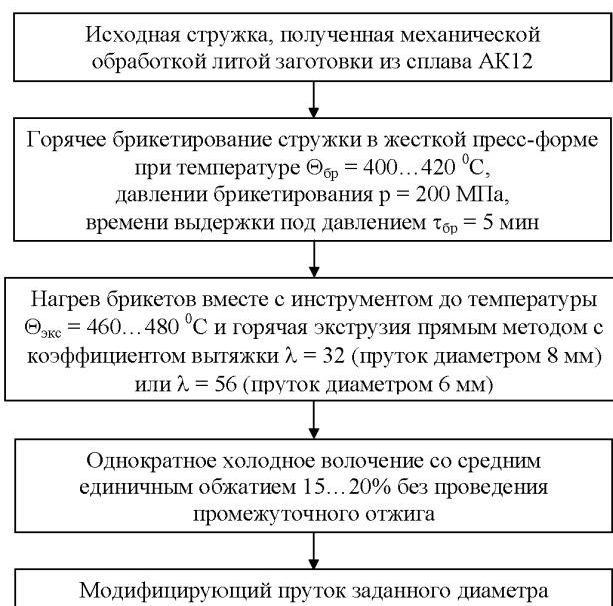 Исходная стружка, полученная механической
обработкой литой заготовки из сплава АК12
Горячее брикетирование стружки в жесткой пресс-форме
при температуре Θбр = 400…420 ⁰С,
давлении брикетирования р = 200 МПа,
времени выдержки под давлением τбр = 5 мин
Нагрев брикетов вместе с инструментом до температуры
Θэкс = 460…480 ⁰С и горячая экструзия прямым методом с
коэффициентом вытяжки λ = 32 (пруток диаметром 8 мм)
или λ = 56 (пруток диаметром 6 мм)
Однократное холодное волочение со средним
единичным обжатием 15…20% без проведения
промежуточного отжига
Модифицирующий пруток заданного диаметра